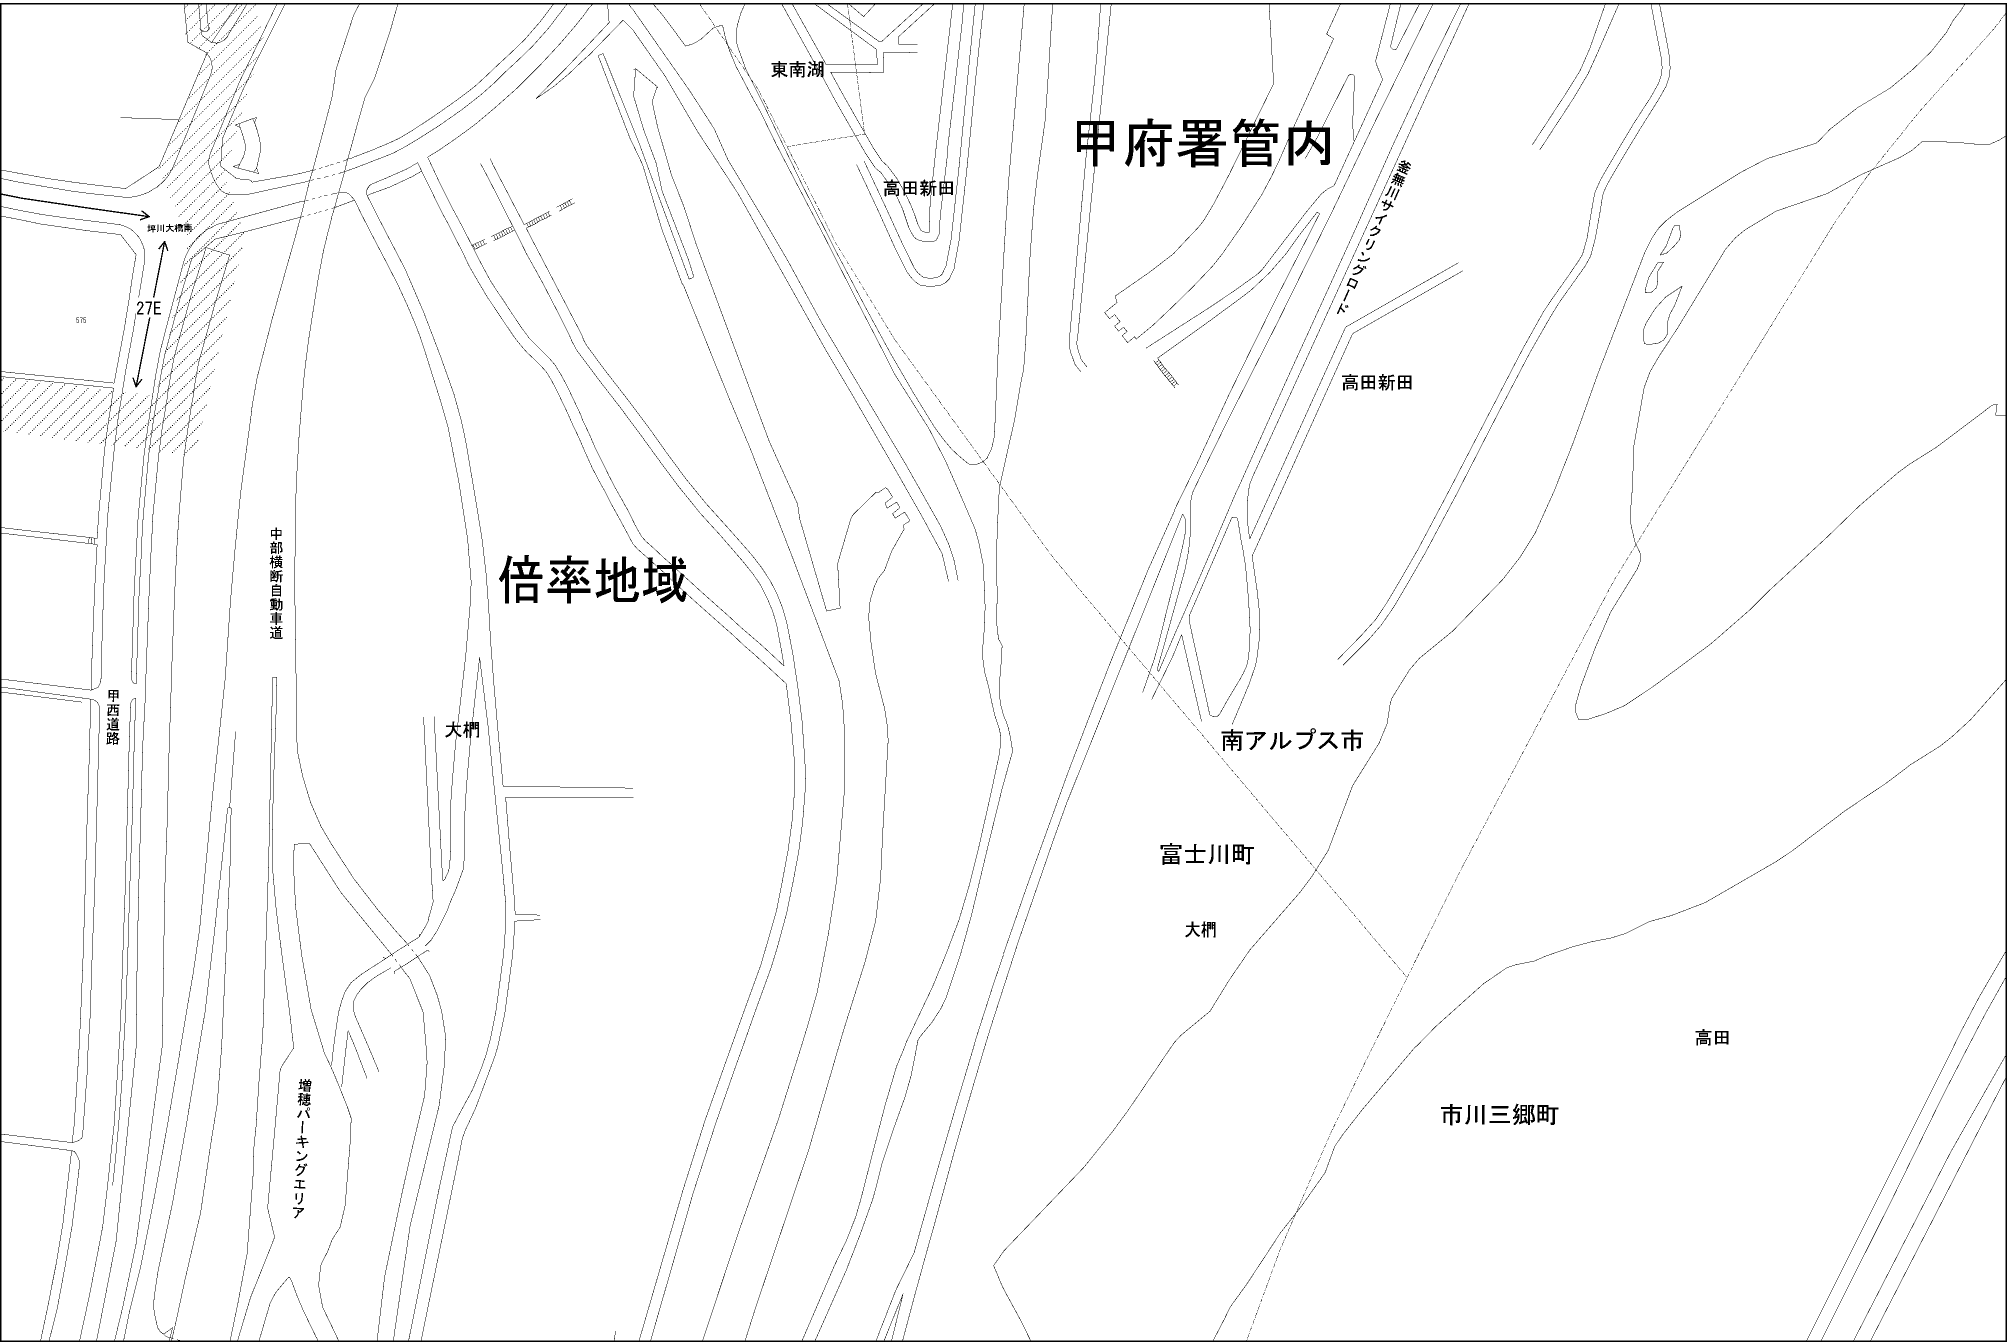 東南湖
甲府署管内
高田新田
釜無川サイクリングロード
坪川大橋南
27E
575
高田新田
中部横断自動車道
倍率地域
甲西道路
大椚
南アルプス市
富士川町
大椚
高田
増穂パーキングエリア
市川三郷町